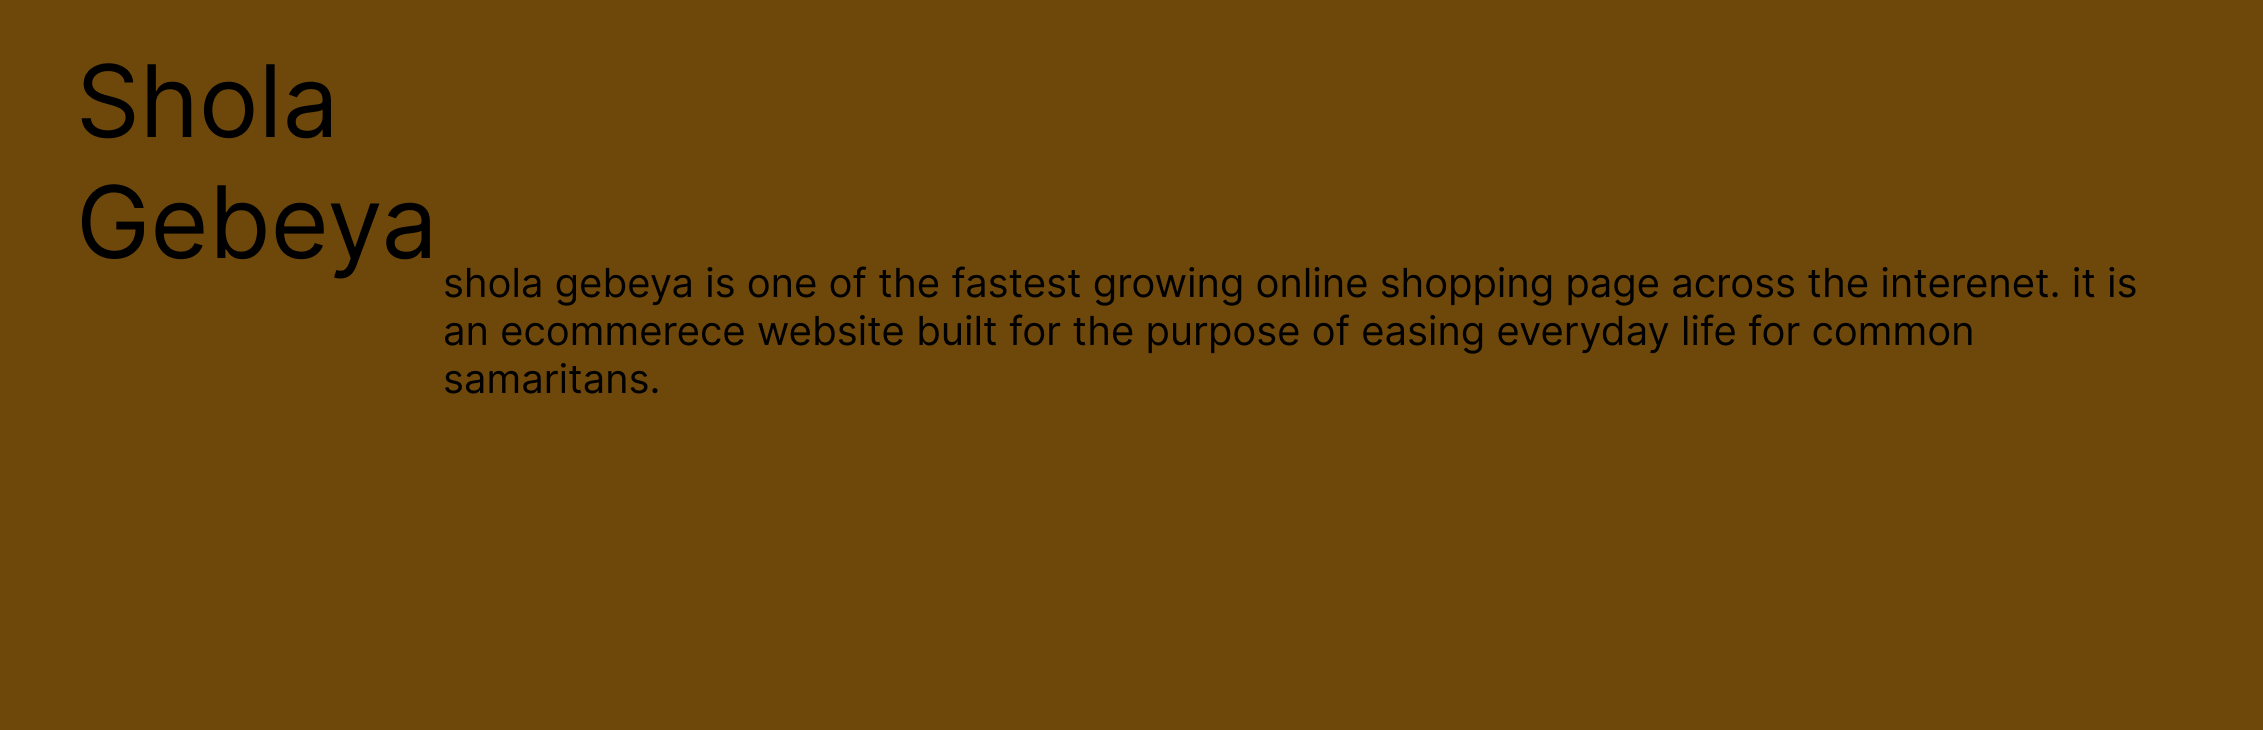 Shola
Gebeya
shola gebeya is one of the fastest growing online shopping page across the interenet. it is
an ecommerece website built for the purpose of easing everyday life for common
samaritans.